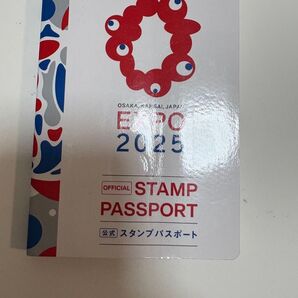 OSAKA, KANSAI, JAPAN
EXPO
2025
OFFICIAL STAMP
PASSPORT
公式 スタンプパスポート